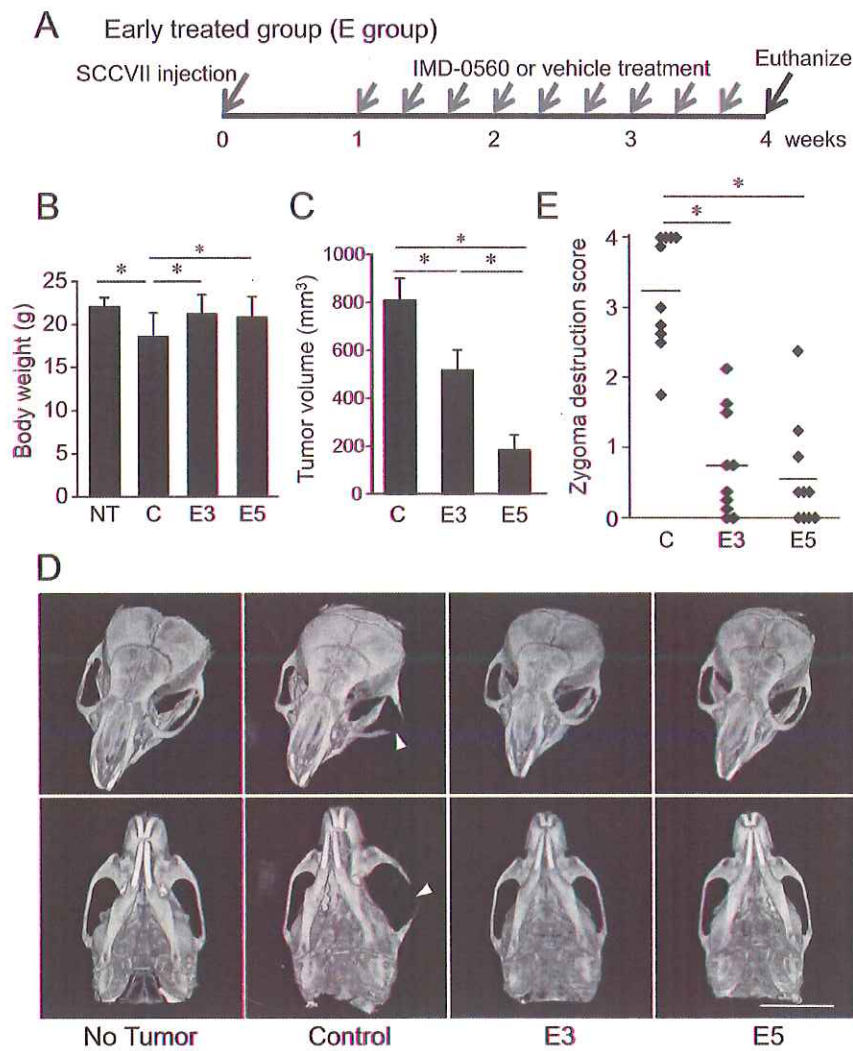 A
Early treated group (E group)
SCCVII injection
IMD-0560 or vehicle treatment
Euthanize
0 1 2 3 4 weeks
B
* * *
Body weight (g)
25
20
15
10
5
0
NT C E3 E5
C
* * *
Tumor volume (mm³)
1000
800
600
400
200
0
C E3 E5
E
* *
Zygoma destruction score
4
3
2
1
0
C E3 E5
D
No Tumor Control E3 E5